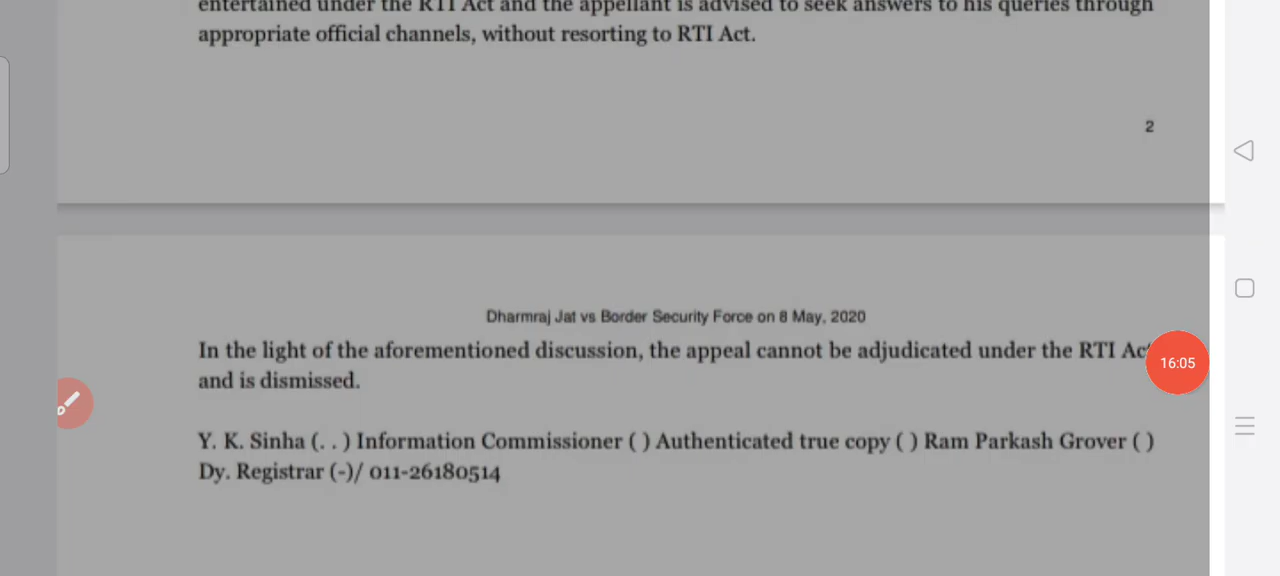 entertained under the RTI Act and the appellant is advised to seek answers to his queries through
appropriate official channels, without resorting to RTI Act.
2
Dharmraj Jat vs Border Security Force on 8 May, 2020
In the light of the aforementioned discussion, the appeal cannot be adjudicated under the RTI Act
and is dismissed.
16:05
Y. K. Sinha (. . ) Information Commissioner ( ) Authenticated true copy ( ) Ram Parkash Grover ( )
Dy. Registrar (-)/ 011-26180514